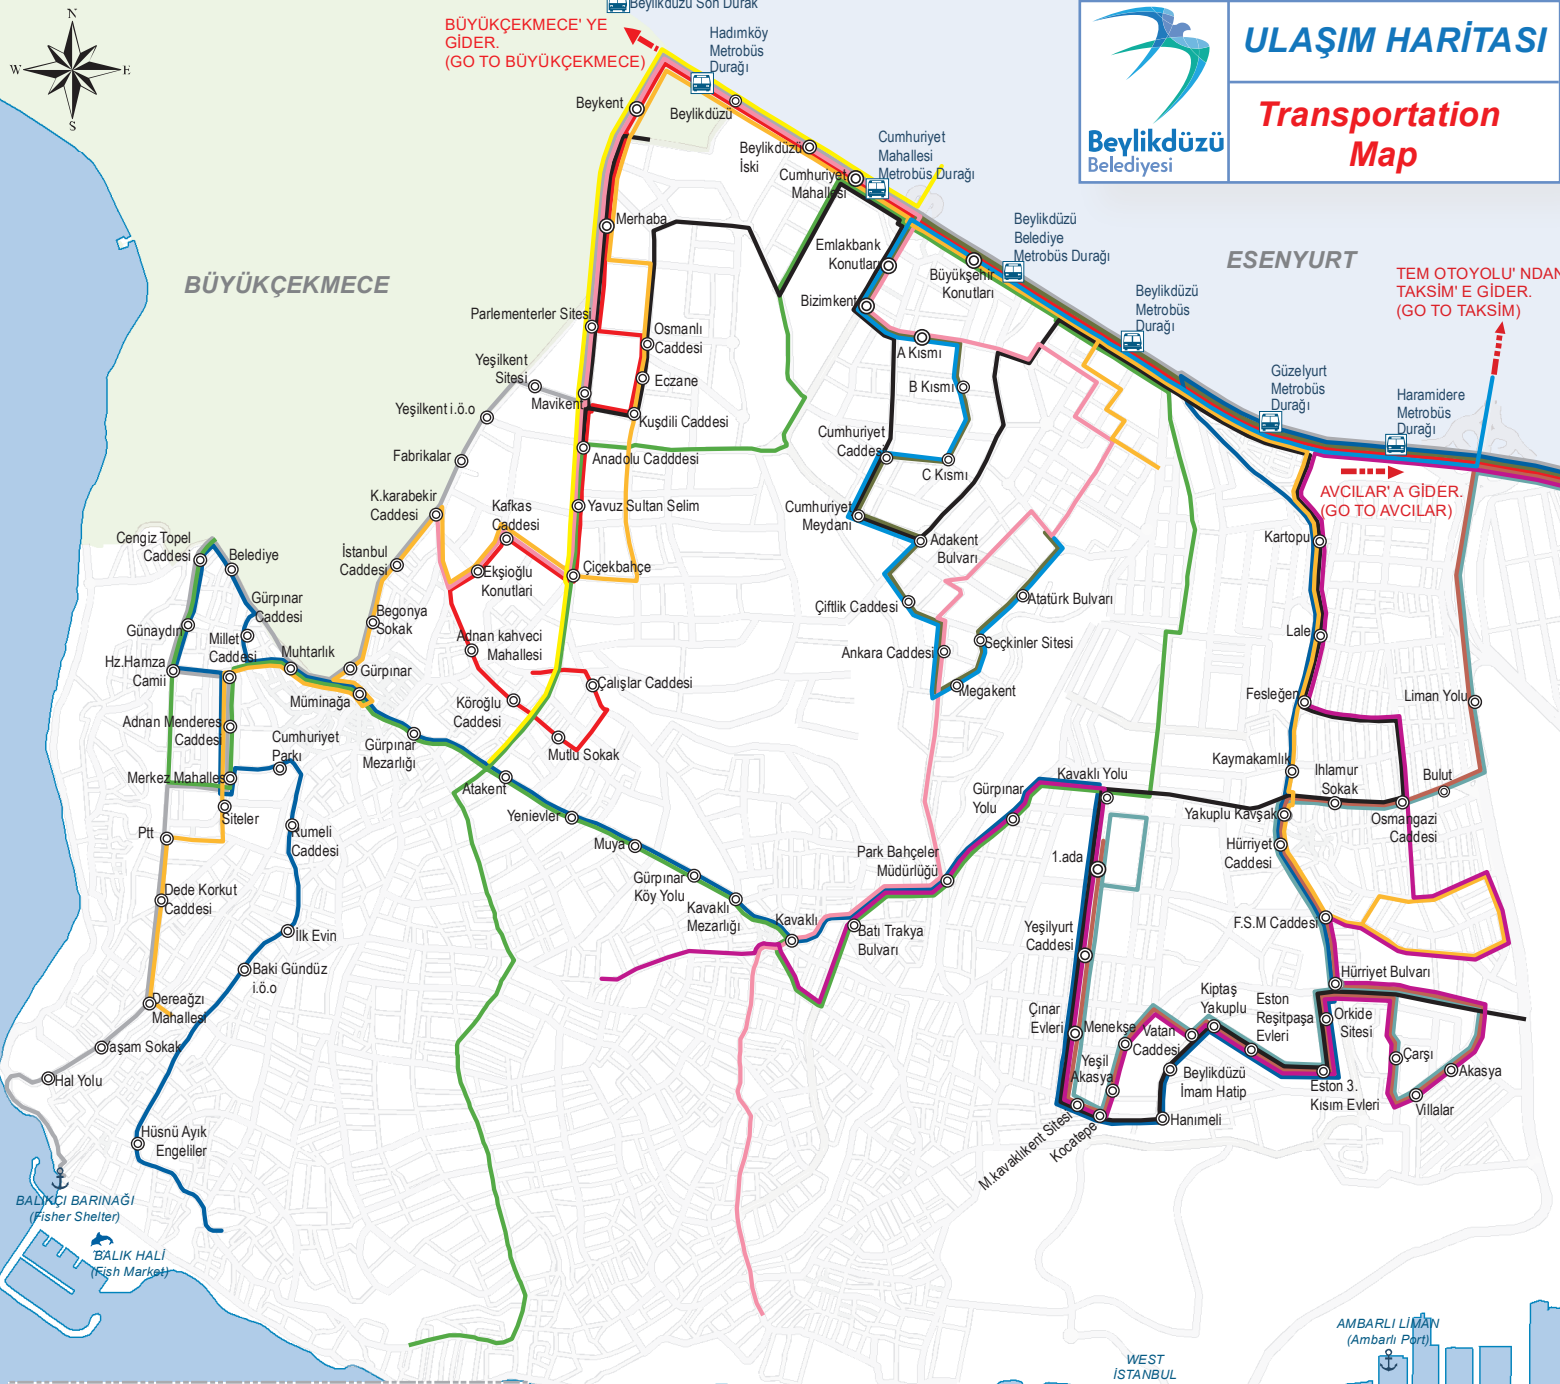 Beylikdüzü Son Durak
N
W
E
S
BÜYÜKÇEKMECE' YE
GİDER.
(GO TO BÜYÜKÇEKMECE)
Hadımköy
Metrobüs
Durağı
Beykent
Beylikdüzü
Beylikdüzü
İski
Cumhuriyet
Mahallesi
Metrobüs Durağı
Cumhuriyet
Mahallesi
Beylikdüzü
Belediyesi
ULAŞIM HARİTASI
Transportation
Map
Merhaba
Emlakbank
Konutları
Büyükşehir
Konutları
Beylikdüzü
Belediye
Metrobüs Durağı
ESENYURT
BÜYÜKÇEKMECE
TEM OTOYOLU' NDAN
TAKSİM' E GİDER.
(GO TO TAKSİM)
Bizimkent
Beylikdüzü
Metrobüs
Durağı
Parlementerler Sitesi
Osmanlı
Caddesi
A Kısmı
Yeşilkent
Sitesi
Eczane
B Kısmı
Güzelyurt
Metrobüs
Durağı
Haramidere
Metrobüs
Durağı
Mavikent
Yeşilkent i.ö.o
Kuşdili Caddesi
Fabrikalar
Anadolu Cadddesi
Cumhuriyet
Caddesi
C Kısmı
AVCILAR' A GİDER.
(GO TO AVCILAR)
K.karabekir
Caddesi
Kafkas
Caddesi
Yavuz Sultan Selim
Cumhuriyet
Meydanı
Adakent
Bulvarı
Kartopu
Cengiz Topel
Caddesi
Belediye
İstanbul
Caddesi
Ekşioğlu
Konutlari
Çiçekbahçe
Gürpınar
Caddesi
Begonya
Sokak
Çiftlik Caddesi
Atatürk Bulvarı
Günaydın
Millet
Caddesi
Adnan kahveci
Mahallesi
Ankara Caddesi
Seçkinler Sitesi
Lale
Hz.Hamza
Camii
Muhtarlık
Gürpınar
Müminağa
Çalışlar Caddesi
Megakent
Köroğlu
Caddesi
Fesleğen
Liman Yolu
Adnan Menderes
Caddesi
Cumhuriyet
Parkı
Gürpınar
Mezarlığı
Mutlu Sokak
Merkez Mahalles
Atakent
Gürpınar
Yolu
Kavaklı Yolu
Kaymakamlık
Ihlamur
Sokak
Bulut
Siteler
Yenievler
Yakuplu Kavşak
Osmangazi
Caddesi
Ptt
Rumeli
Caddesi
Muya
Park Bahçeler
Müdürlüğü
1.ada
Hürriyet
Caddesi
Gürpınar
Köy Yolu
Dede Korkut
Caddesi
Kavaklı
Mezarlığı
Kavaklı
Batı Trakya
Bulvarı
Yeşilyurt
Caddesi
F.S.M Caddesi
İlk Evin
Baki Gündüz
i.ö.o
Hürriyet Bulvarı
Dereağzı
Mahallesi
Çınar
Evleri
Menekşe
Vatan
Caddesi
Kiptaş
Yakuplu
Eston
Reşitpaşa
Evleri
Orkide
Sitesi
Yaşam Sokak
Yeşil
Akasya
Beylikdüzü
İmam Hatip
Çarşı
Akasya
Hal Yolu
Eston 3.
Kısım Evleri
Villalar
Hüsnü Ayık
Engeliler
M.kavaklıkent Sitesi
Kocatepe
Hanımeli
BALIKÇI BARINAĞI
(Fisher Shelter)
BALIK HALİ
(Fish Market)
AMBARLI LİMAN
(Ambarlı Port)
WEST
İSTANBUL